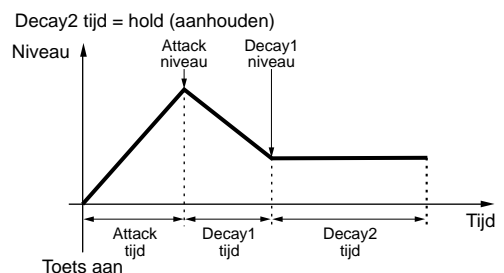 Decay2 tijd = hold (aanhouden)
Niveau
Attack
niveau
Decay1
niveau
Tijd
Attack
tijd
Decay1
tijd
Decay2
tijd
Toets aan